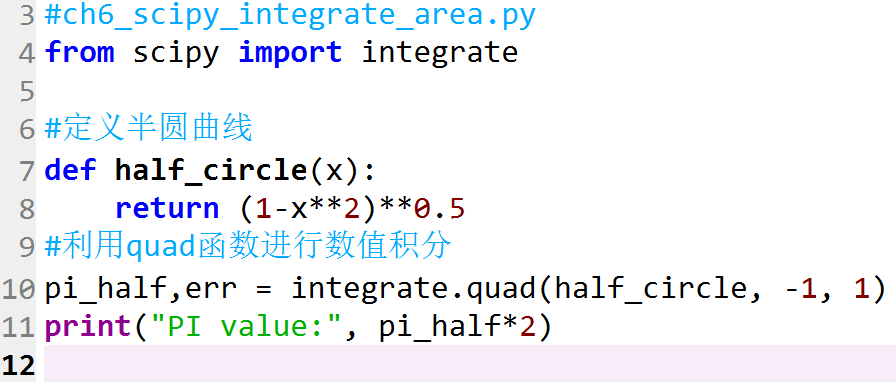 3 #ch6_scipy_integrate_area.py
4 from scipy import integrate
5
6 #定义半圆曲线
7 def half_circle(x):
8     return (1-x**2)**0.5
9 #利用quad函数进行数值积分
10 pi_half,err = integrate.quad(half_circle, -1, 1)
11 print("PI value:", pi_half*2)
12